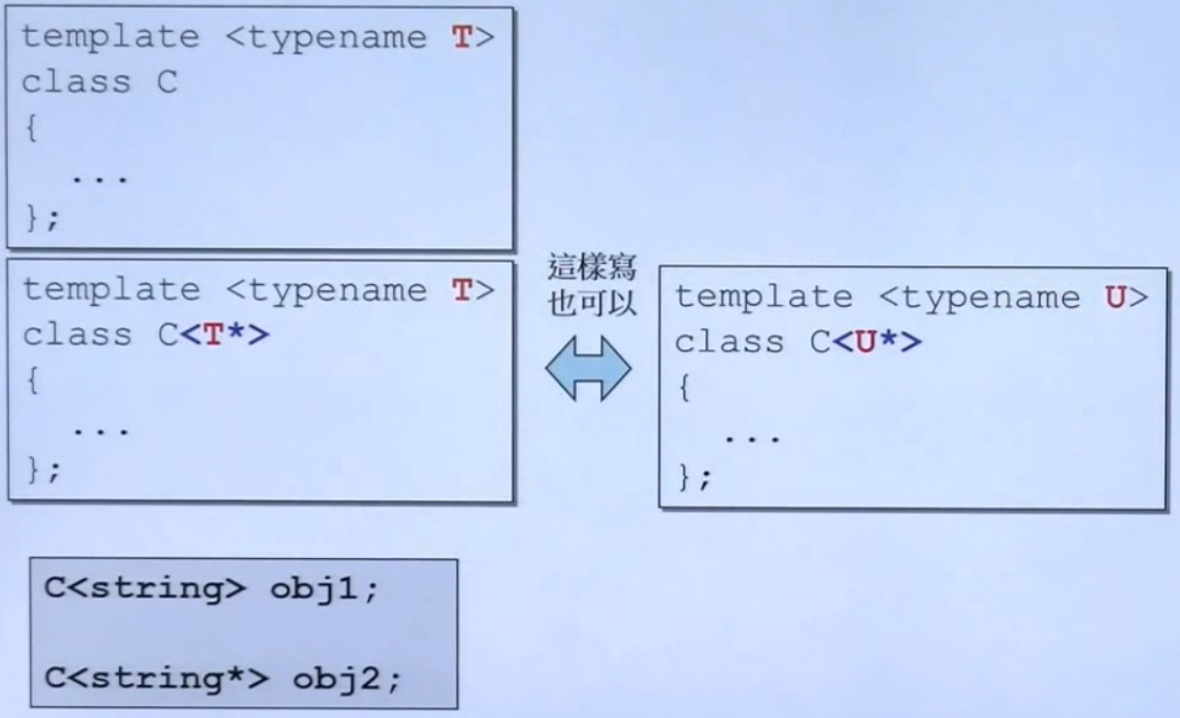 template <typename T>
class C
{
...
};
template <typename T>
class C<T*>
{
...
};
這樣寫
也可以
template <typename U>
class C<U*>
{
...
};
C<string> obj1;
C<string*> obj2;